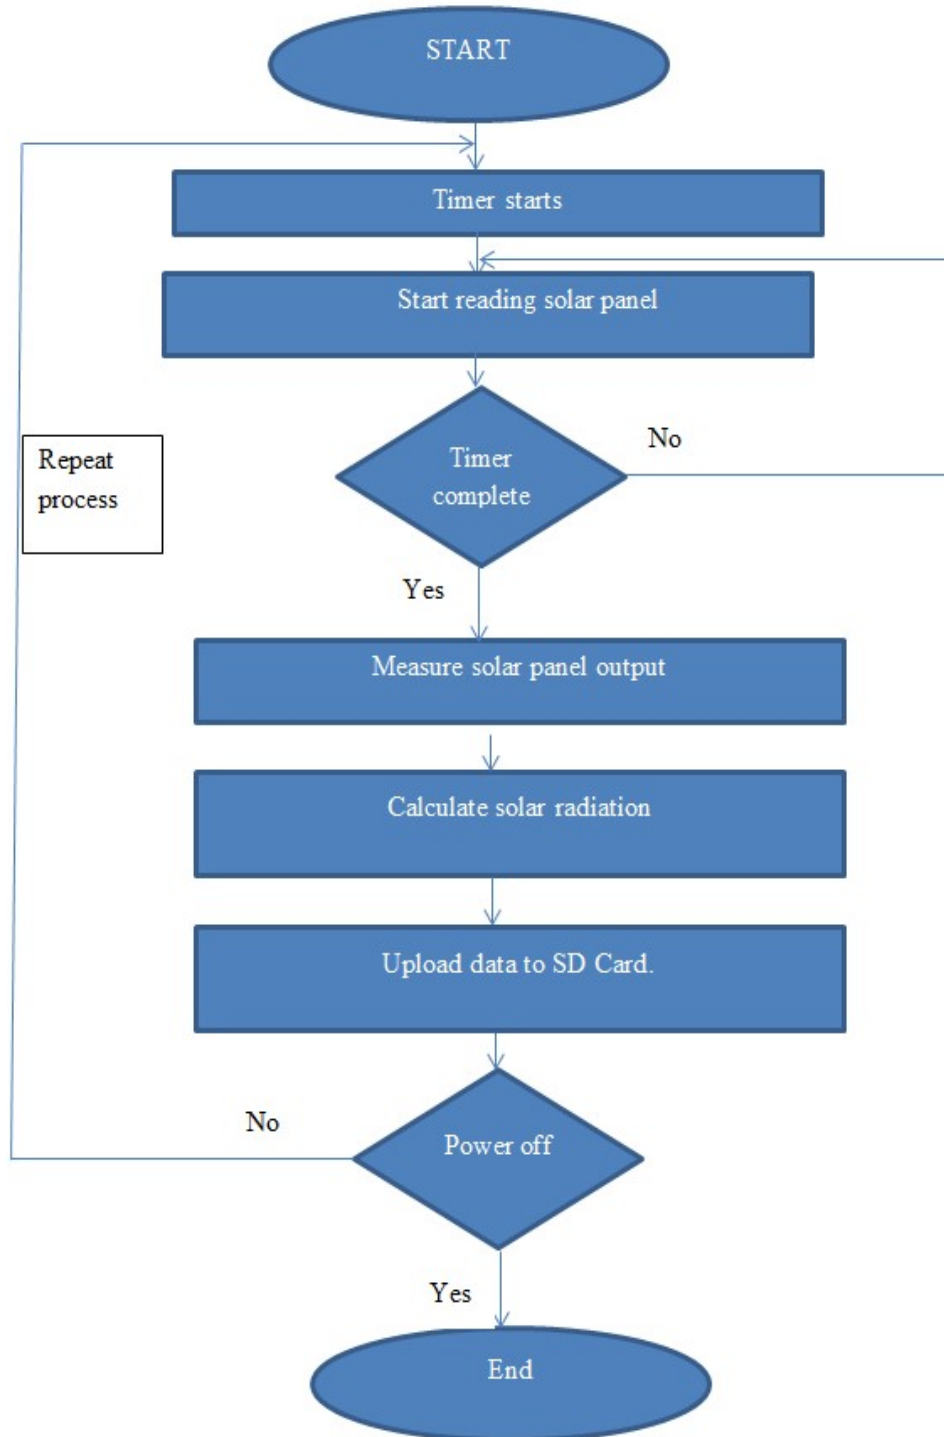 START
Timer starts
Start reading solar panel
Timer
complete
No
Repeat
process
Yes
Measure solar panel output
Calculate solar radiation
Upload data to SD Card.
No
Power off
Yes
End